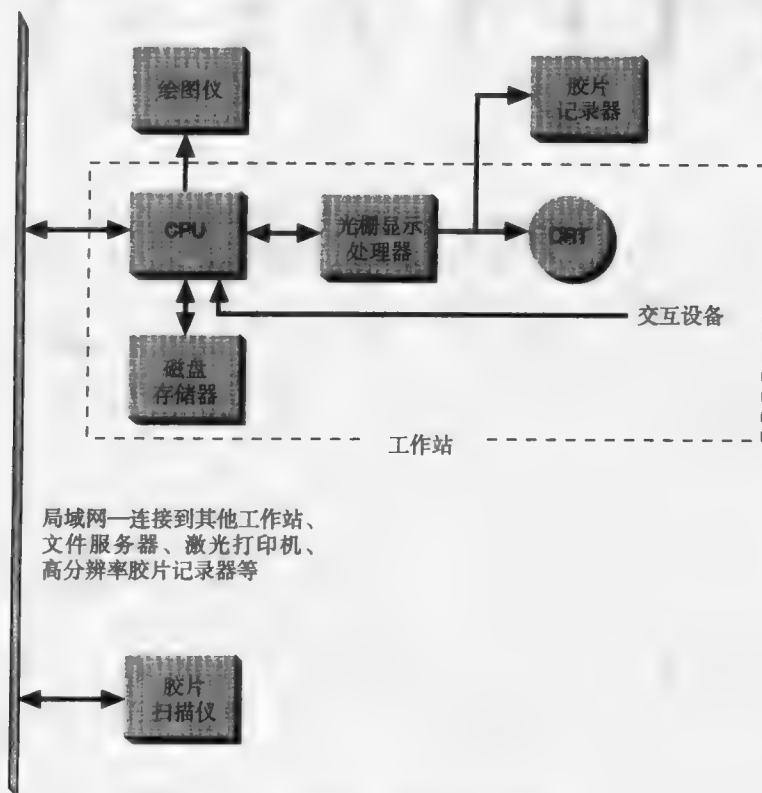 绘图仪
胶片
记录器
CPU
光栅显示
处理器
CRT
交互设备
磁盘
存储器
工作站
局域网—连接到其他工作站、
文件服务器、激光打印机、
高分辨率胶片记录器等
胶片
扫描仪